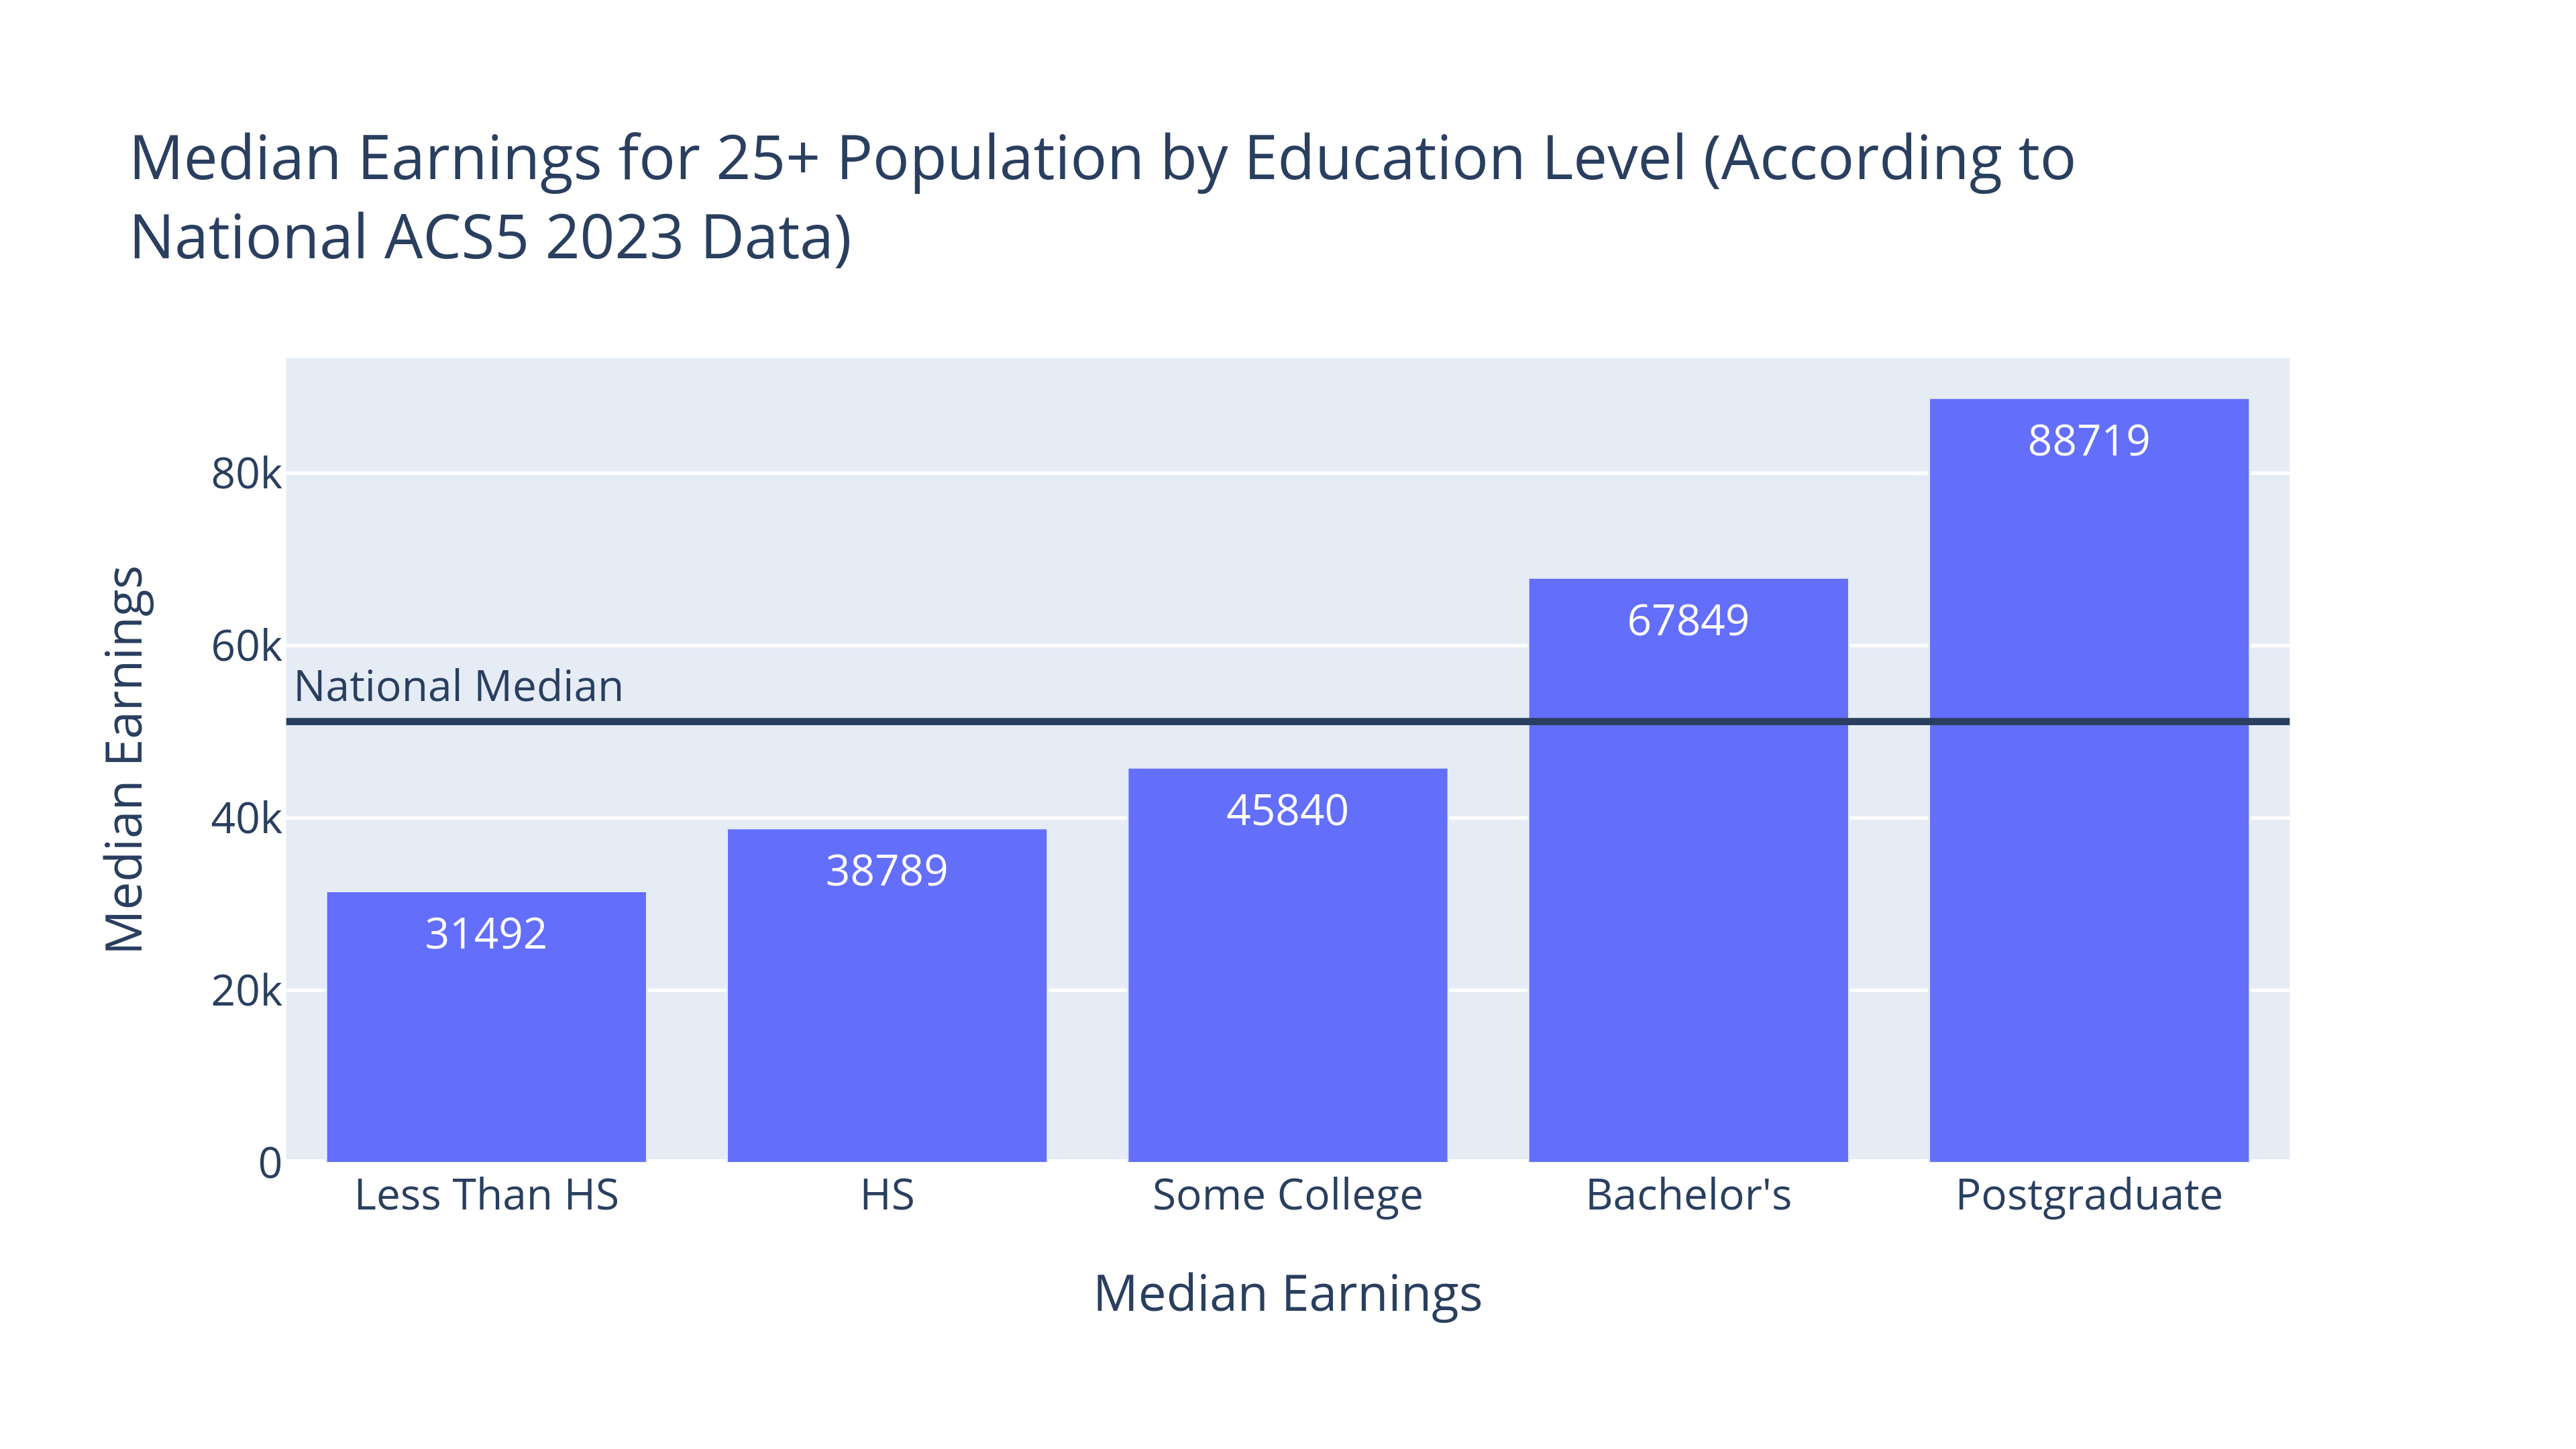 Median Earnings for 25+ Population by Education Level (According to
National ACS5 2023 Data)
Median Earnings
80k
60k
40k
20k
0
National Median
31492
38789
45840
67849
88719
Less Than HS
HS
Some College
Bachelor's
Postgraduate
Median Earnings